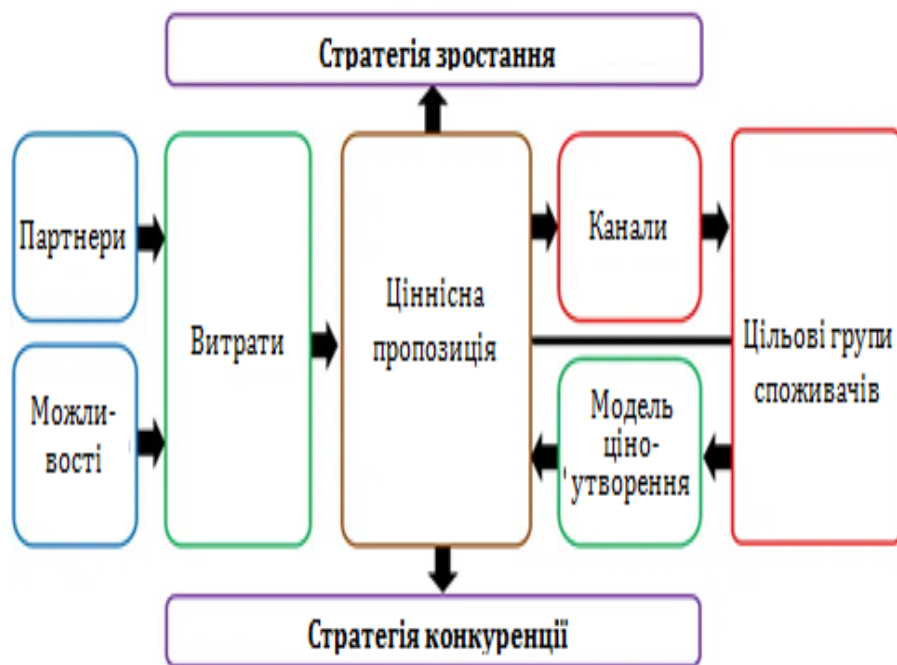 Стратегія зростання
Партнери
Можли-
вості
Витрати
Ціннісна
пропозиція
Канали
Модель
ціно-
утворення
Цільові групи
споживачів
Стратегія конкуренції